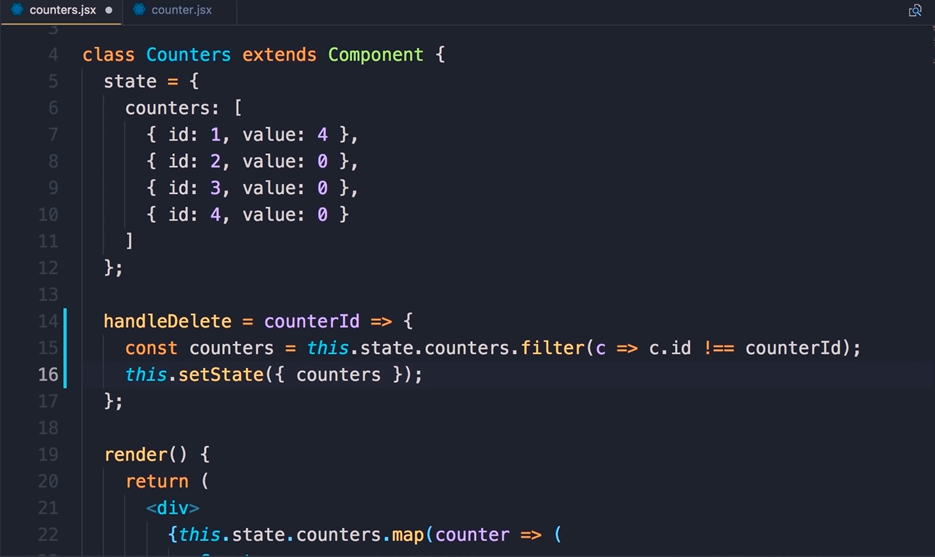 counters.jsx ● counter.jsx
3
4 class Counters extends Component {
5 state = {
6 counters: [
7 { id: 1, value: 4 },
8 { id: 2, value: 0 },
9 { id: 3, value: 0 },
10 { id: 4, value: 0 }
11 ]
12 };
13
14 handleDelete = counterId => {
15 const counters = this.state.counters.filter(c => c.id !== counterId);
16 this.setState({ counters });
17 };
18
19 render() {
20 return (
21 <div>
22 {this.state.counters.map(counter => (